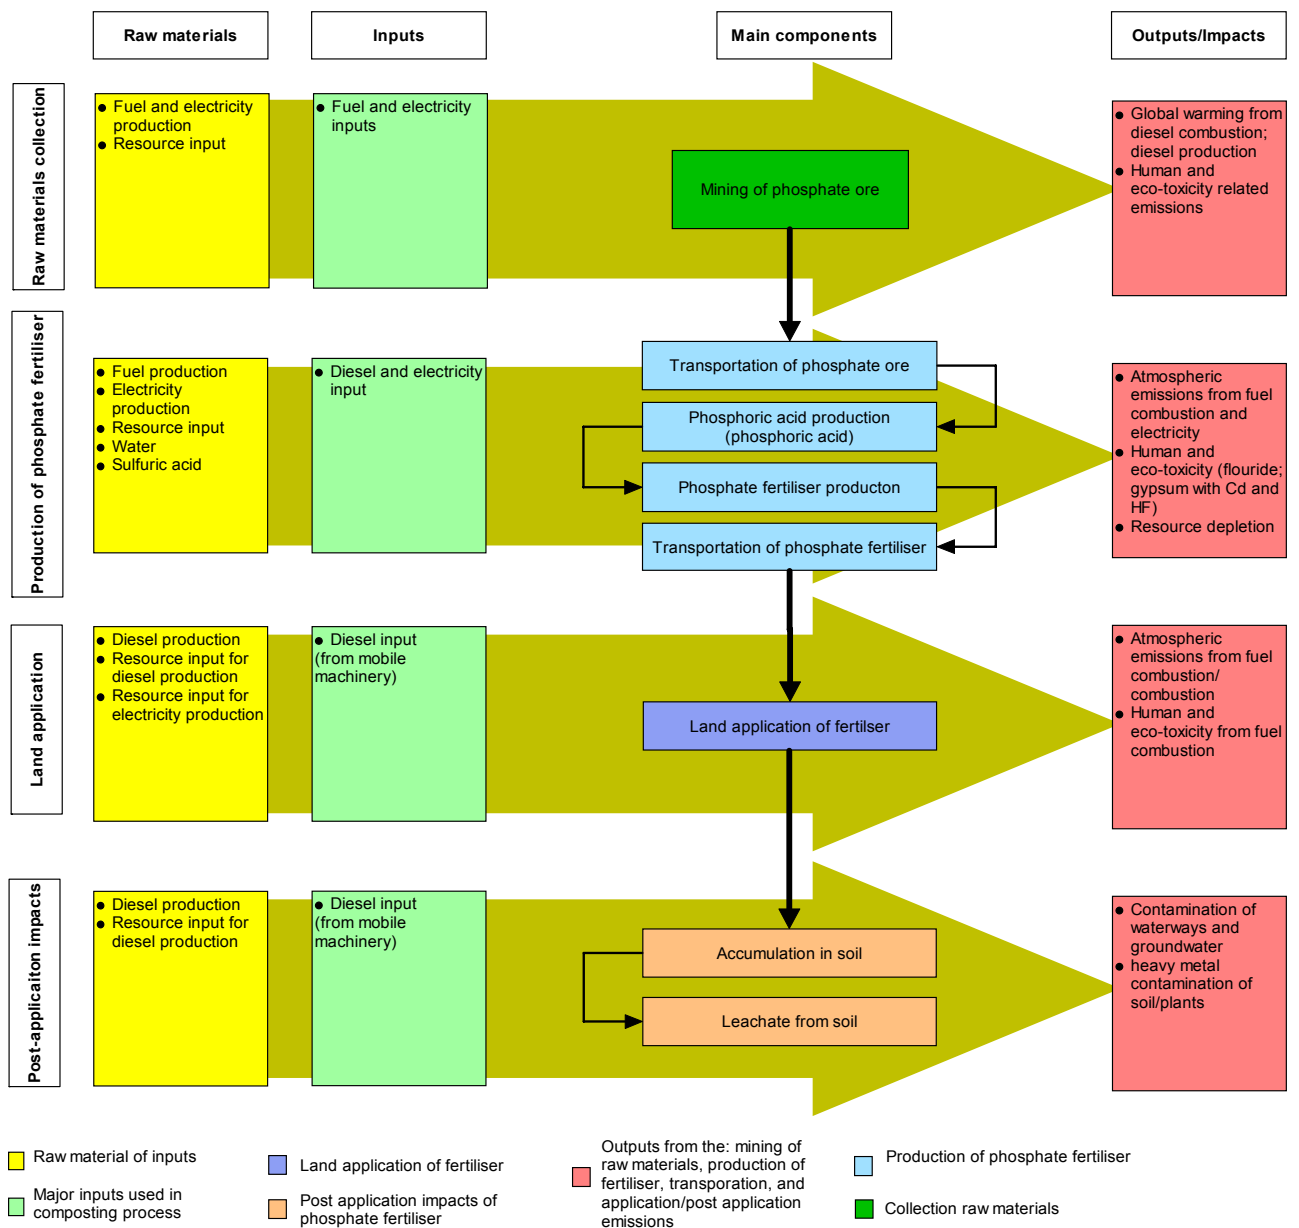 Raw materials
Inputs
Main components
Outputs/Impacts
Raw materials collection
● Fuel and electricity
production
● Resource input
● Fuel and electricity
inputs
Mining of phosphate ore
● Global warming from
diesel combustion;
diesel production
● Human and
eco-toxicity related
emissions
Production of phosphate fertiliser
● Fuel production
● Electricity
production
● Resource input
● Water
● Sulfuric acid
● Diesel and electricity
input
Transportation of phosphate ore
Phosphoric acid production
(phosphoric acid)
Phosphate fertiliser producton
Transportation of phosphate fertiliser
● Atmospheric
emissions from fuel
combustion and
electricity
● Human and
eco-toxicity (flouride;
gypsum with Cd and
HF)
● Resource depletion
Land application
● Diesel production
● Resource input for
diesel production
● Resource input for
electricity production
● Diesel input
(from mobile
machinery)
Land application of fertilser
● Atmospheric
emissions from fuel
combustion/
combustion
● Human and
eco-toxicity from fuel
combustion
Post-applicaiton impacts
● Diesel production
● Resource input for
diesel production
● Diesel input
(from mobile
machinery)
Accumulation in soil
Leachate from soil
● Contamination of
waterways and
groundwater
● heavy metal
contamination of
soil/plants
Raw material of inputs
Major inputs used in
composting process
Land application of fertiliser
Post application impacts of
phosphate fertiliser
Outputs from the: mining of
raw materials, production of
fertiliser, transporation, and
application/post application
emissions
Production of phosphate fertiliser
Collection raw materials